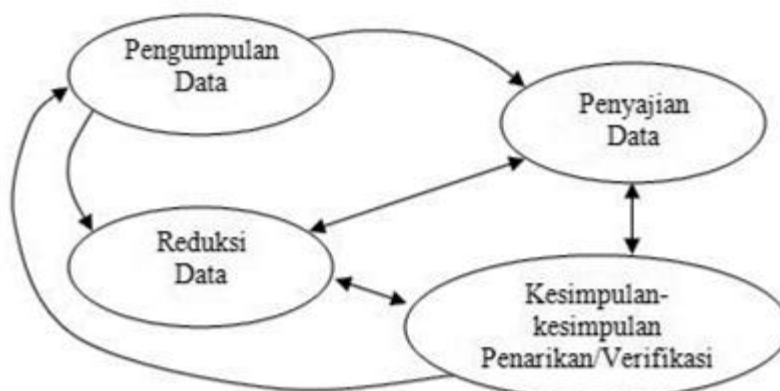 Pengumpulan
Data
Penyajian
Data
Reduksi
Data
Kesimpulan-
kesimpulan
Penarikan/Verifikasi